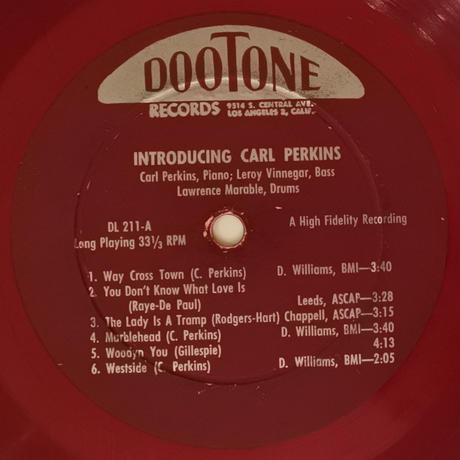 DOOTONE
RECORDS 9514 S. CENTRAL AVE.
LOS ANGELES 2, CALIF.
INTRODUCING CARL PERKINS
Carl Perkins, Piano; Leroy Vinnegar, Bass
Lawrence Marable, Drums
DL 211-A
Long Playing 33⅓ RPM
A High Fidelity Recording
1. Way Cross Town (C. Perkins) D. Williams, BMI—3:40
2. You Don't Know What Love Is
(Raye-De Paul) Leeds, ASCAP—3:28
3. The Lady Is A Tramp (Rodgers-Hart) Chappell, ASCAP—3:15
4. Marblehead (C. Perkins) D. Williams, BMI—3:40
5. Woodyn You (Gillespie) 4:13
6. Westside (C. Perkins) D. Williams, BMI—2:05